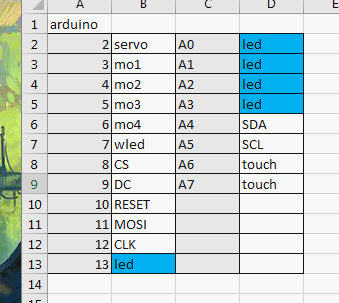 A B C D E
1 arduino
2 2 servo A0 led
3 3 mo1 A1 led
4 4 mo2 A2 led
5 5 mo3 A3 led
6 6 mo4 A4 SDA
7 7 wled A5 SCL
8 8 CS A6 touch
9 9 DC A7 touch
10 10 RESET
11 11 MOSI
12 12 CLK
13 13 led
14